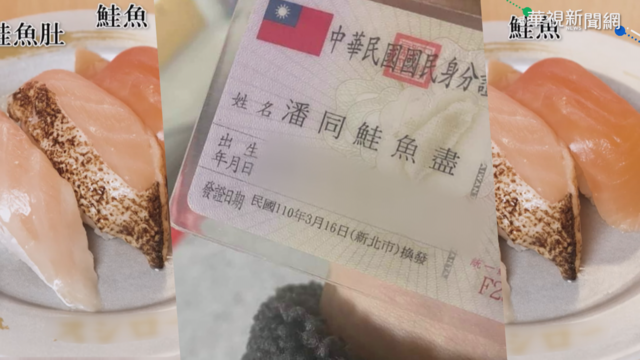 華視新聞網
鮭魚
鮭魚肚
鮭魚
中華民國國民身分證
姓名 潘同鮭魚盡
出生
年月日
發證日期 民國110年3月16日(新北市)換發